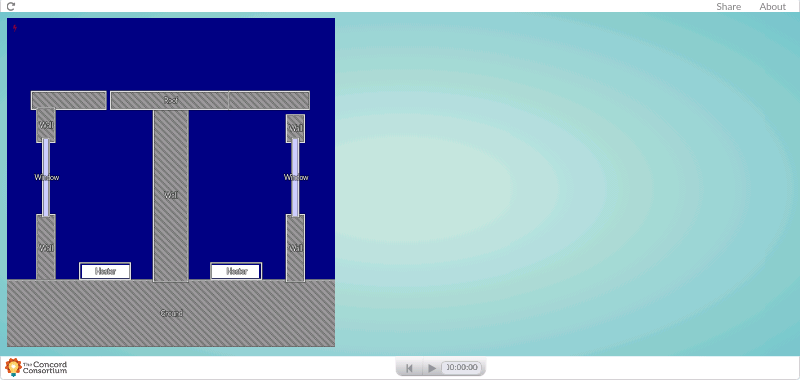 Share About
Roof
Wall Wall
Window Wall Window
Wall Wall
Heater Heater
Ground
The Concord
Consortium
00:00:00